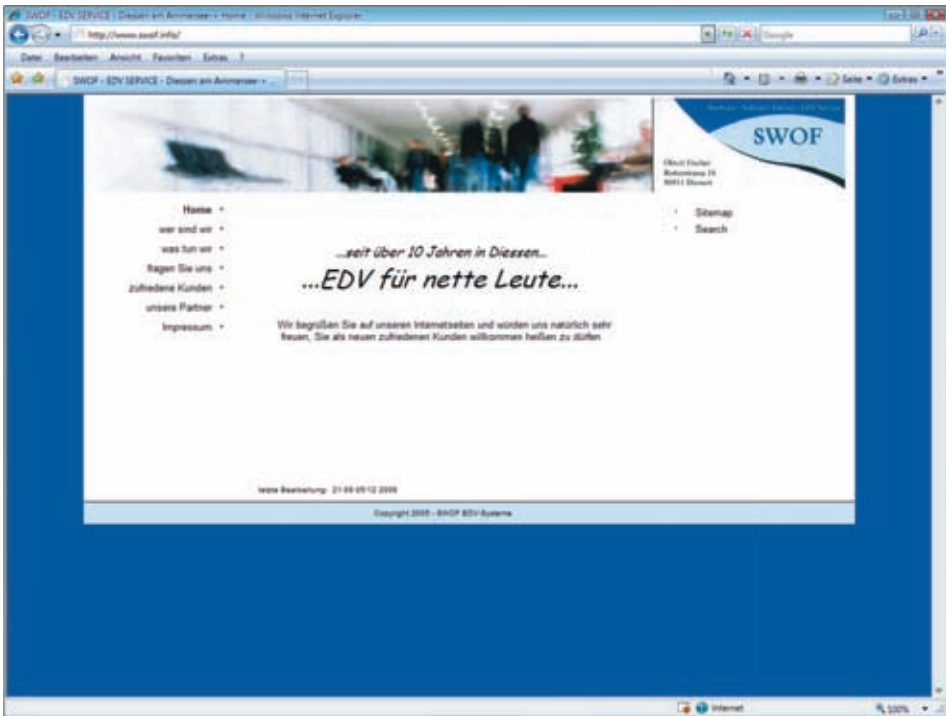 SWOF - EDV SERVICE - Diessen am Ammersee -- Home - Windows Internet Explorer
http://www.swof.info/
Google
Datei Bearbeiten Ansicht Favoriten Extras ?
SWOF - EDV SERVICE - Diessen am Ammersee -- ...
Seite Extras
SWOF
Home
wer sind wir
was tun wir
fragen Sie uns
zufriedene Kunden
unsere Partner
Impressum
Sitemap
Search
...seit über 10 Jahren in Diessen...
...EDV für nette Leute...
Wir begrüßen Sie auf unseren Internetseiten und würden uns natürlich sehr
freuen, Sie als neuen zufriedenen Kunden willkommen heißen zu dürfen
letzte Bearbeitung:
Copyright 2005 - SWOF EDV-Systeme
Internet
100%